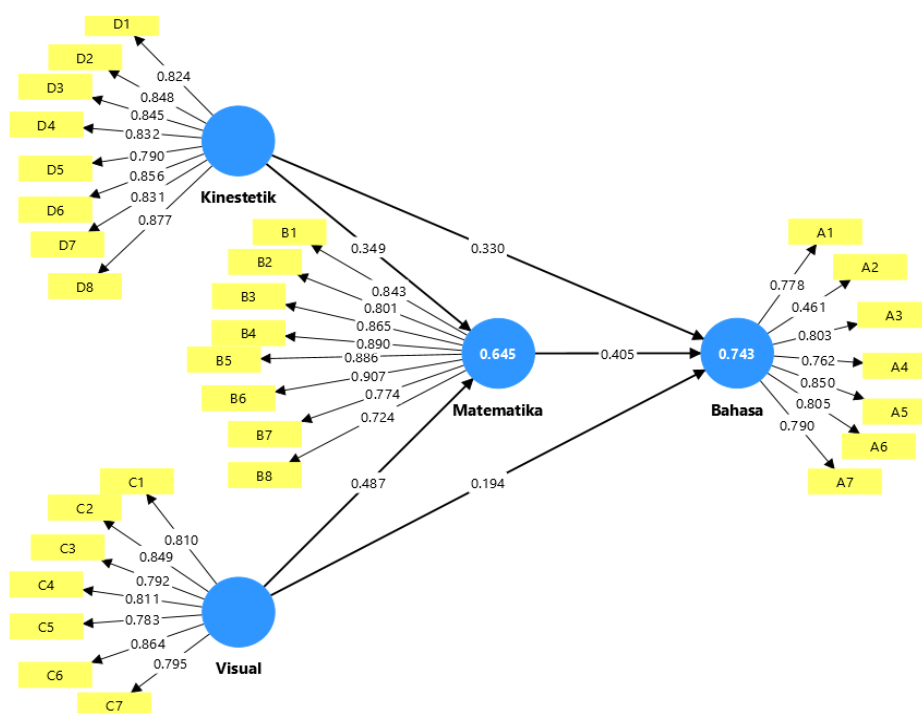 D1
D2
D3
D4
D5
D6
D7
D8
0.824
0.848
0.845
0.832
0.790
0.856
0.831
0.877
Kinestetik
0.349
0.330
B1
B2
B3
B4
B5
B6
B7
B8
0.843
0.801
0.865
0.890
0.886
0.907
0.774
0.724
0.645
Matematika
0.405
0.743
Bahasa
A1
A2
A3
A4
A5
A6
A7
0.778
0.461
0.803
0.762
0.850
0.805
0.790
0.487
0.194
C1
C2
C3
C4
C5
C6
C7
0.810
0.849
0.792
0.811
0.783
0.864
0.795
Visual